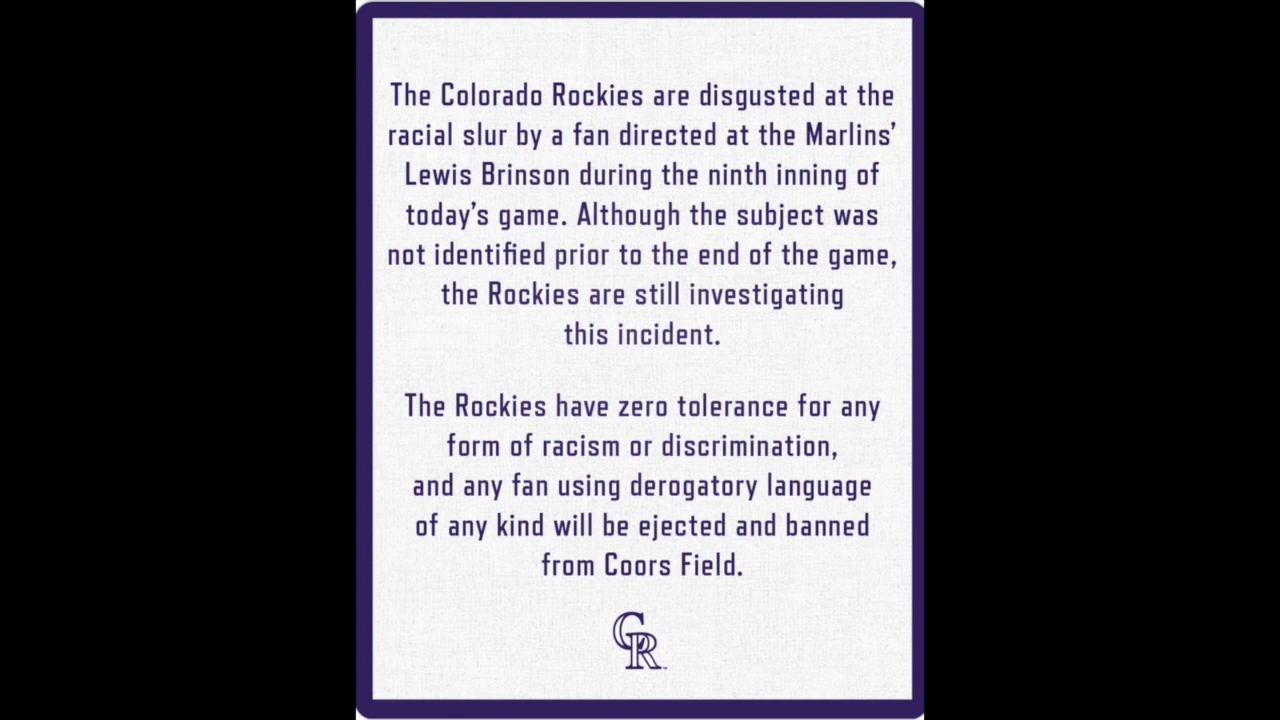 The Colorado Rockies are disgusted at the
racial slur by a fan directed at the Marlins’
Lewis Brinson during the ninth inning of
today’s game. Although the subject was
not identified prior to the end of the game,
the Rockies are still investigating
this incident.
The Rockies have zero tolerance for any
form of racism or discrimination,
and any fan using derogatory language
of any kind will be ejected and banned
from Coors Field.
CR